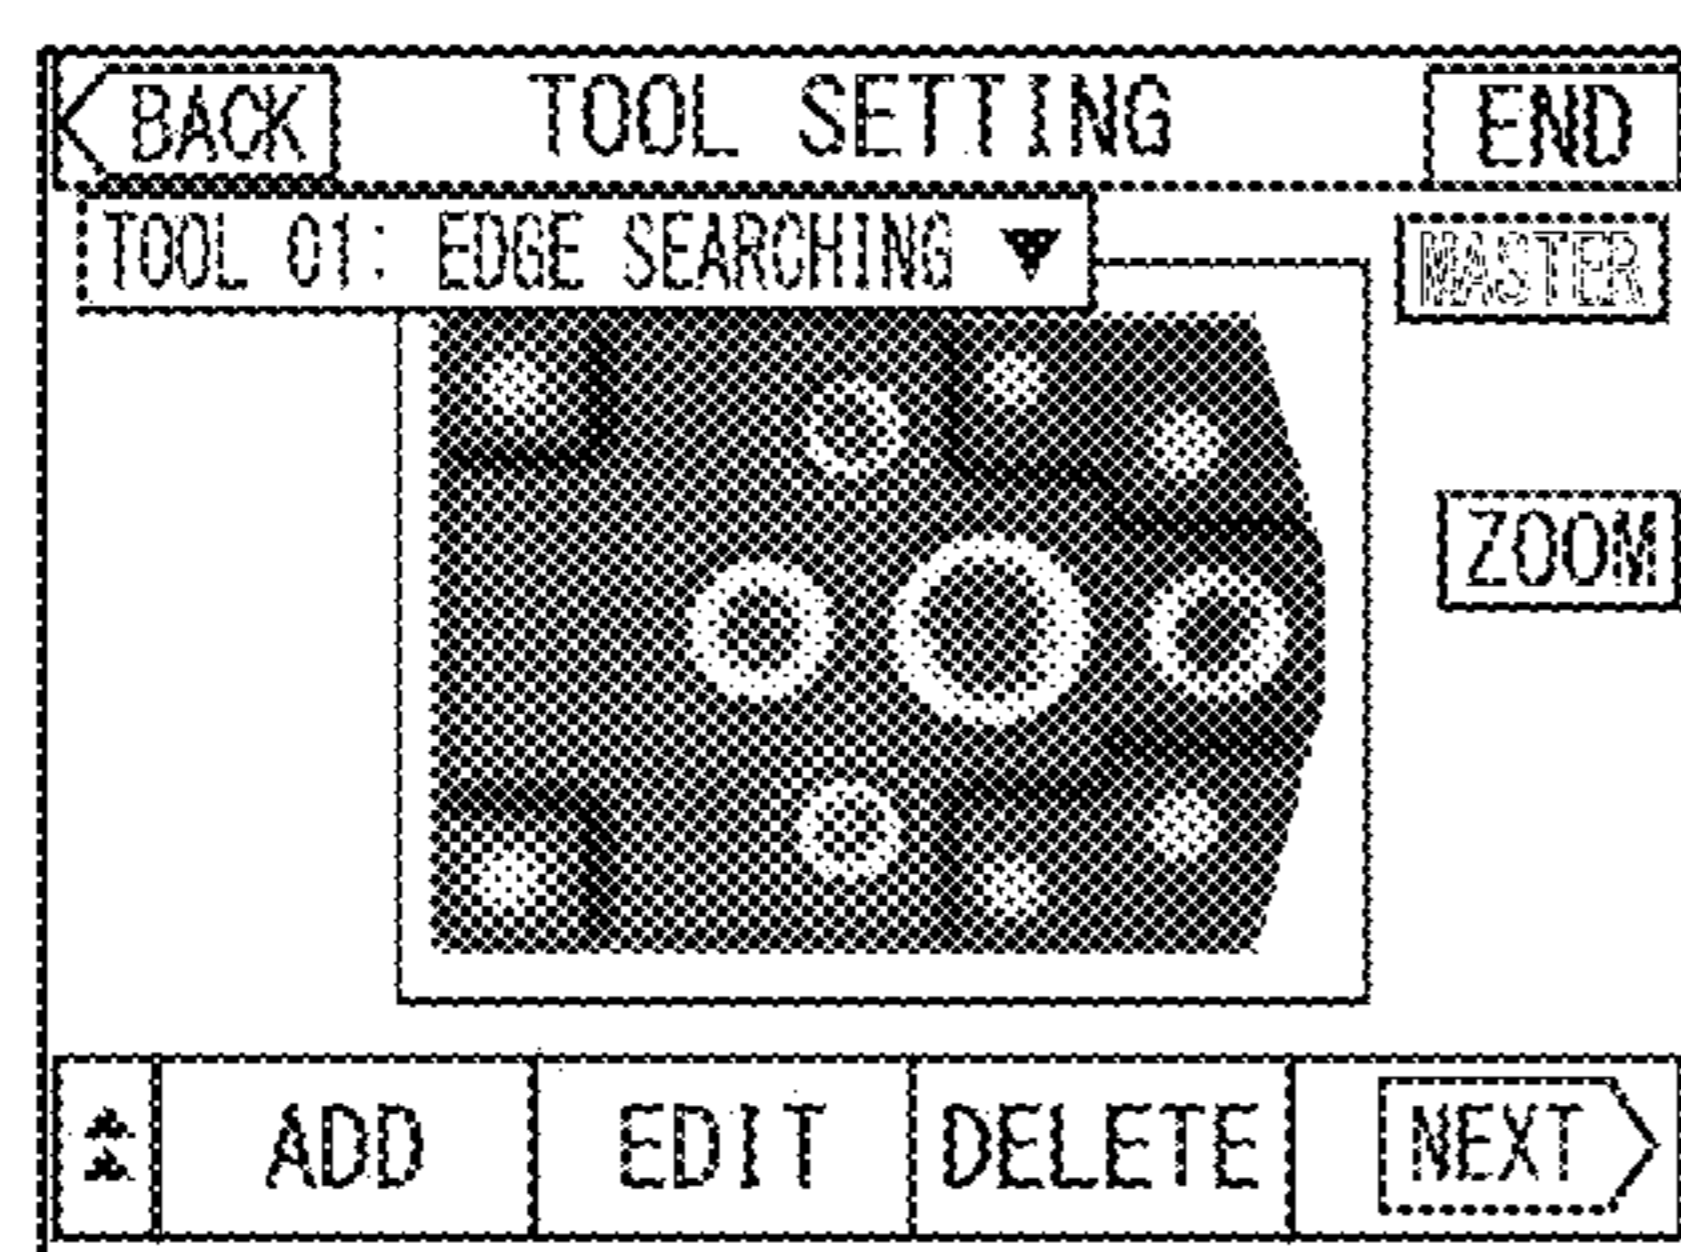 BACK TOOL SETTING END
TOOL 01: EDGE SEARCHING ▼
MASTER
ZOOM
ADD EDIT DELETE NEXT